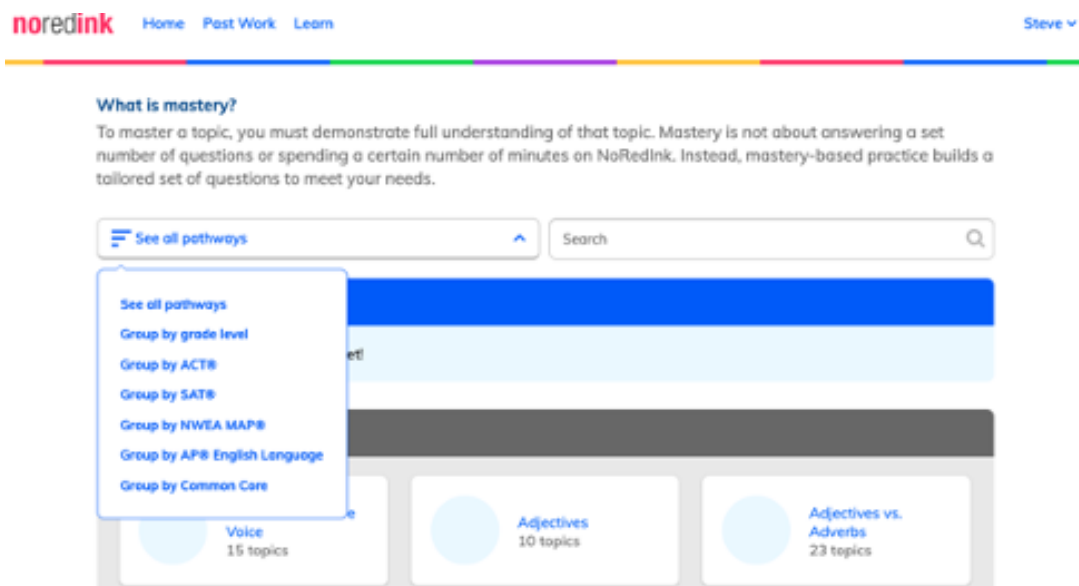 noredink Home Past Work Learn Steve
What is mastery?
To master a topic, you must demonstrate full understanding of that topic. Mastery is not about answering a set
number of questions or spending a certain number of minutes on NoRedInk. Instead, mastery-based practice builds a
tailored set of questions to meet your needs.
See all pathways Search
See all pathways
Group by grade level
Group by ACT®
Group by SAT®
Group by NWEA MAP®
Group by AP® English Language
Group by Common Core
et!
e
Voice
15 topics
Adjectives
10 topics
Adjectives vs.
Adverbs
23 topics